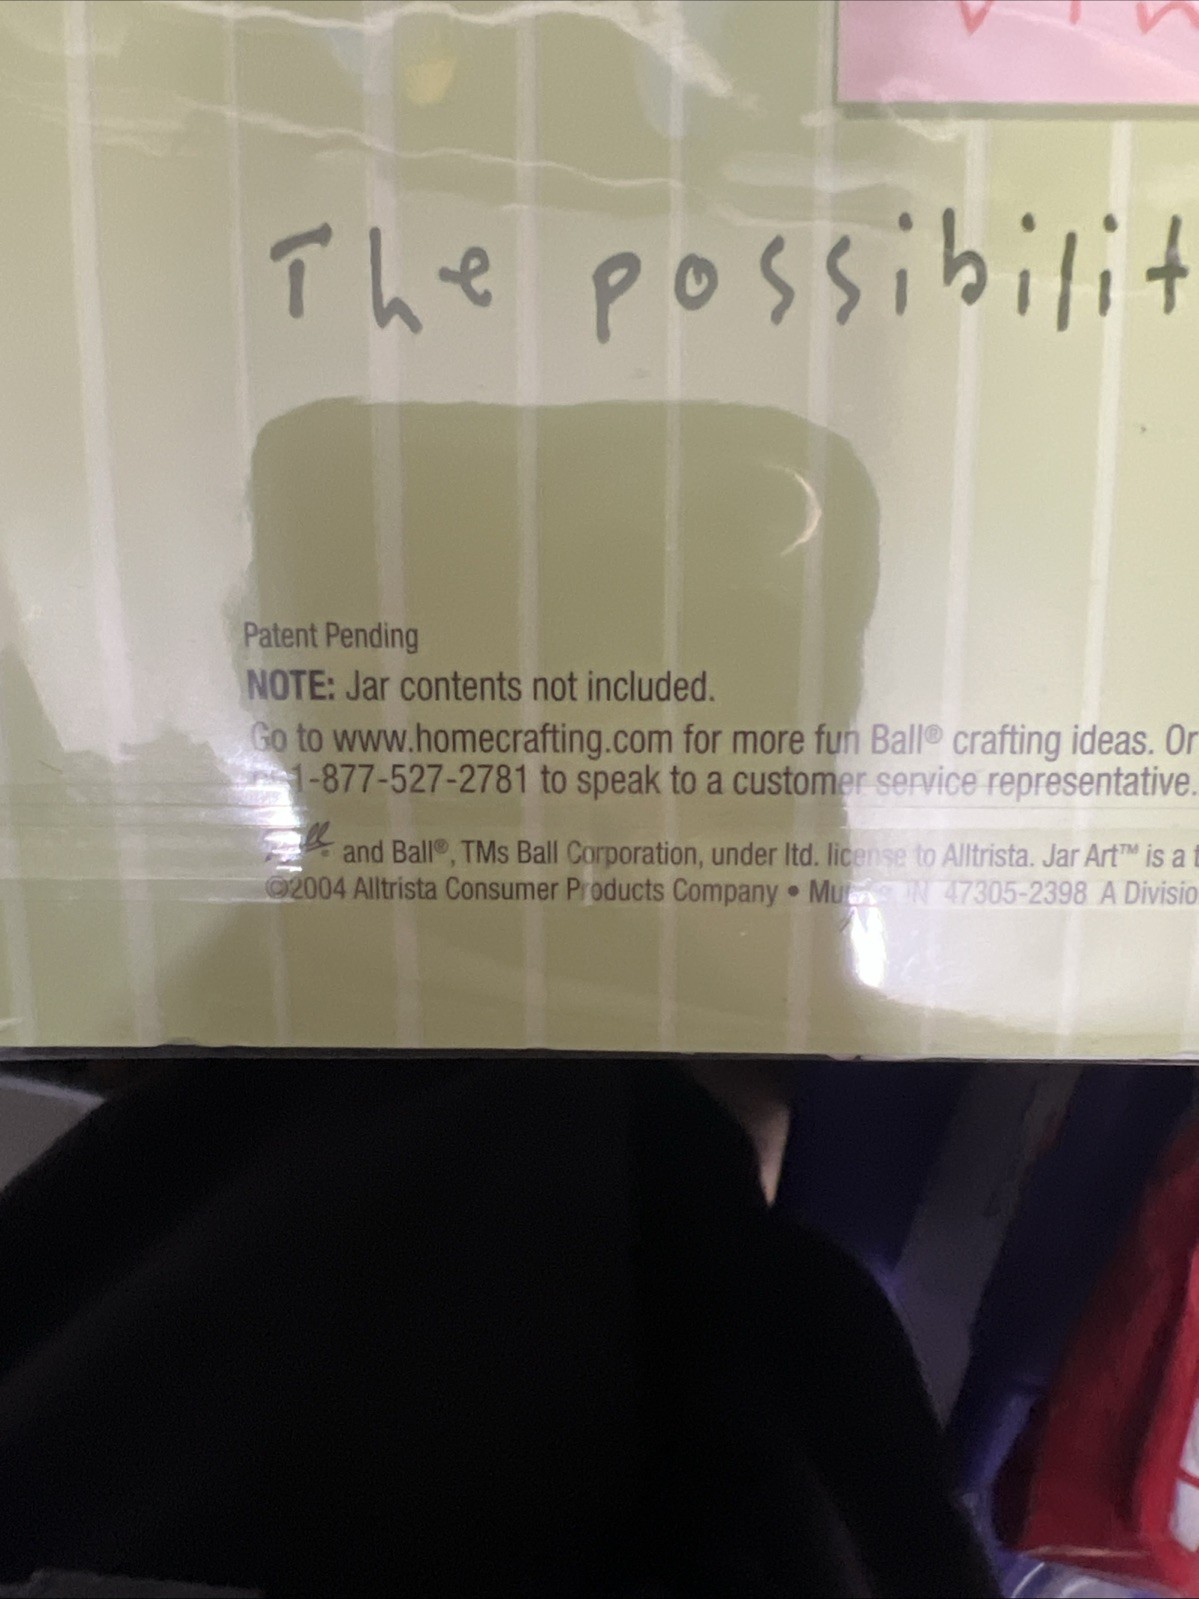 The possibilit
Patent Pending
NOTE: Jar contents not included.
Go to www.homecrafting.com for more fun Ball® crafting ideas. Or
1-877-527-2781 to speak to a customer service representative.
and Ball®, TMs Ball Corporation, under ltd. license to Alltrista. Jar Art™ is a
©2004 Alltrista Consumer Products Company • IN 47305-2398 A Divisio